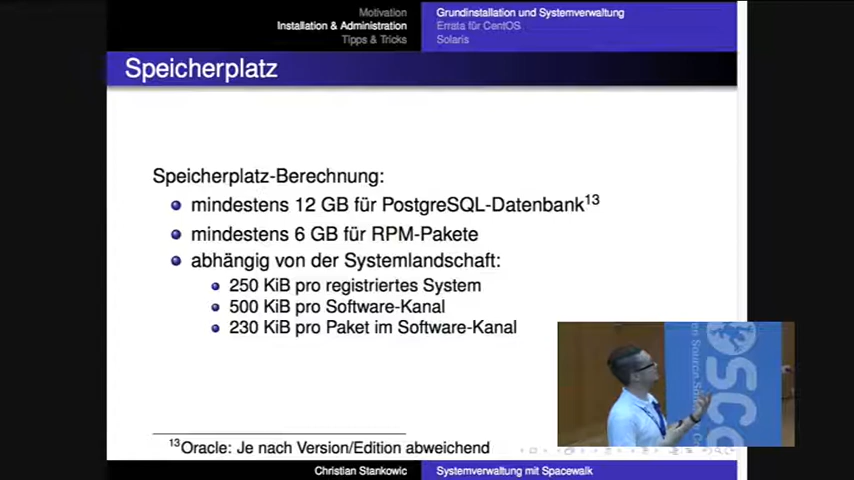 Motivation
Installation & Administration
Tipps & Tricks
Grundinstallation und Systemverwaltung
Errata für CentOS
Solaris
Speicherplatz
Speicherplatz-Berechnung:
mindestens 12 GB für PostgreSQL-Datenbank13
mindestens 6 GB für RPM-Pakete
abhängig von der Systemlandschaft:
250 KiB pro registriertes System
500 KiB pro Software-Kanal
230 KiB pro Paket im Software-Kanal
13Oracle: Je nach Version/Edition abweichend
Christian Stankowic
Systemverwaltung mit Spacewalk